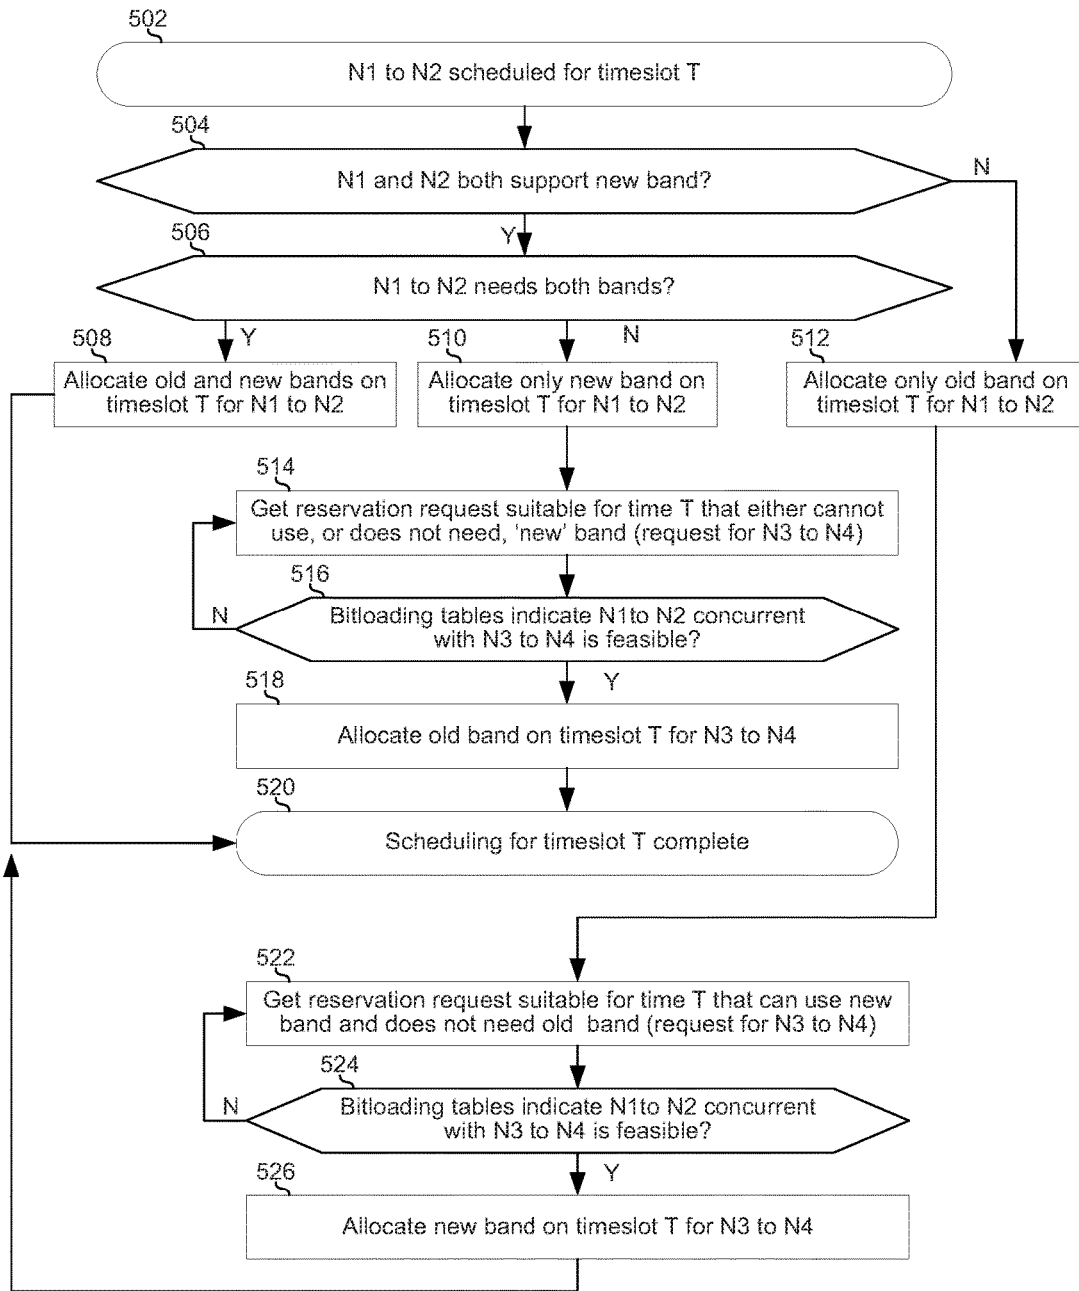 502
N1 to N2 scheduled for timeslot T
504
N1 and N2 both support new band?
N
Y
506
N1 to N2 needs both bands?
Y
N
508
510
512
Allocate old and new bands on
timeslot T for N1 to N2
Allocate only new band on
timeslot T for N1 to N2
Allocate only old band on
timeslot T for N1 to N2
514
Get reservation request suitable for time T that either cannot
use, or does not need, 'new' band (request for N3 to N4)
516
N
Bitloading tables indicate N1to N2 concurrent
with N3 to N4 is feasible?
Y
518
Allocate old band on timeslot T for N3 to N4
520
Scheduling for timeslot T complete
522
Get reservation request suitable for time T that can use new
band and does not need old band (request for N3 to N4)
524
N
Bitloading tables indicate N1to N2 concurrent
with N3 to N4 is feasible?
Y
526
Allocate new band on timeslot T for N3 to N4